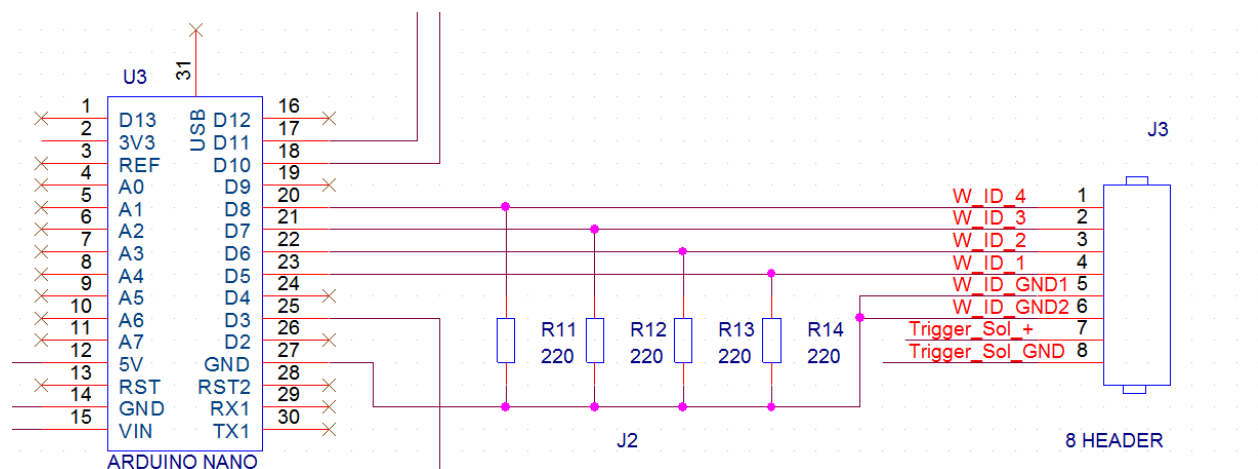 U3
31
USB
1 D13 D12 16
2 3V3 D11 17
3 REF D10 18
4 A0 D9 19
5 A1 D8 20
6 A2 D7 21
7 A3 D6 22
8 A4 D5 23
9 A5 D4 24
10 A6 D3 25
11 A7 D2 26
12 5V GND 27
13 RST RST2 28
14 GND RX1 29
15 VIN TX1 30
ARDUINO NANO
R11
220
R12
220
R13
220
R14
220
J2
J3
W_ID_4 1
W_ID_3 2
W_ID_2 3
W_ID_1 4
W_ID_GND1 5
W_ID_GND2 6
Trigger_Sol_+ 7
Trigger_Sol_GND 8
8 HEADER